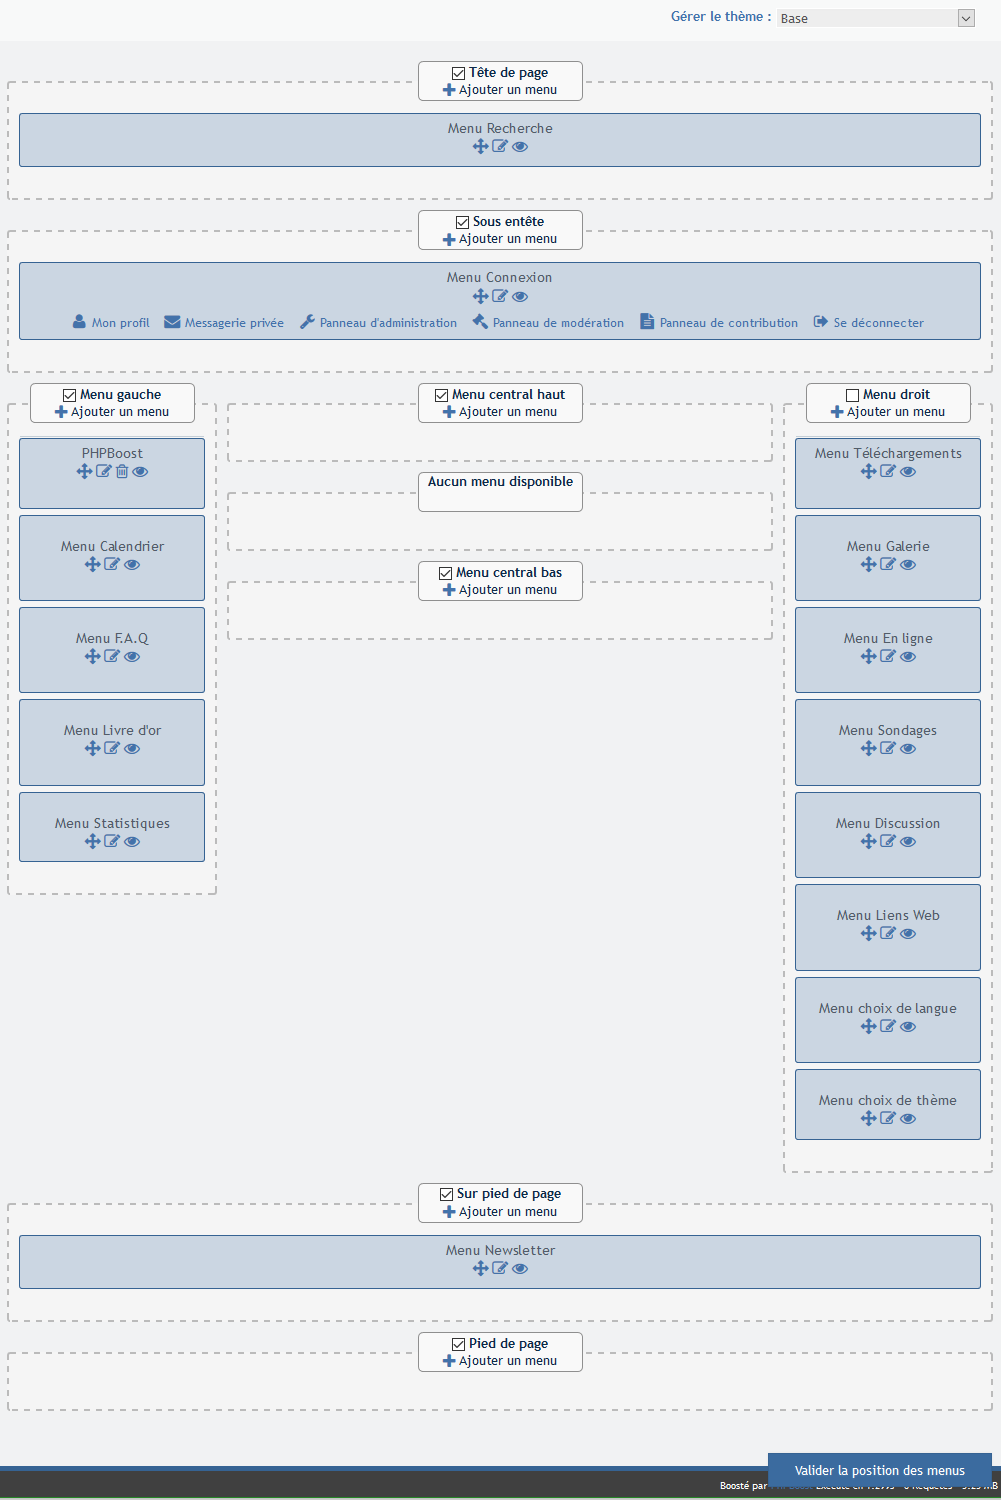 Gérer le thème : Base
Tête de page
Ajouter un menu
Menu Recherche
Sous entête
Ajouter un menu
Menu Connexion
Mon profil Messagerie privée Panneau d'administration Panneau de modération Panneau de contribution Se déconnecter
Menu gauche
Ajouter un menu
PHPBoost
Menu Calendrier
Menu F.A.Q
Menu Livre d'or
Menu Statistiques
Menu central haut
Ajouter un menu
Aucun menu disponible
Menu central bas
Ajouter un menu
Menu droit
Ajouter un menu
Menu Téléchargements
Menu Galerie
Menu En ligne
Menu Sondages
Menu Discussion
Menu Liens Web
Menu choix de langue
Menu choix de thème
Sur pied de page
Ajouter un menu
Menu Newsletter
Pied de page
Ajouter un menu
Valider la position des menus
Boosté par